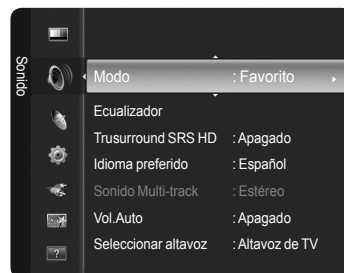 Sonido
Modo : Favorito
Ecualizador
Trusurround SRS HD : Apagado
Idioma preferido : Español
Sonido Multi-track : Estéreo
Vol.Auto : Apagado
Seleccionar altavoz : Altavoz de TV
?